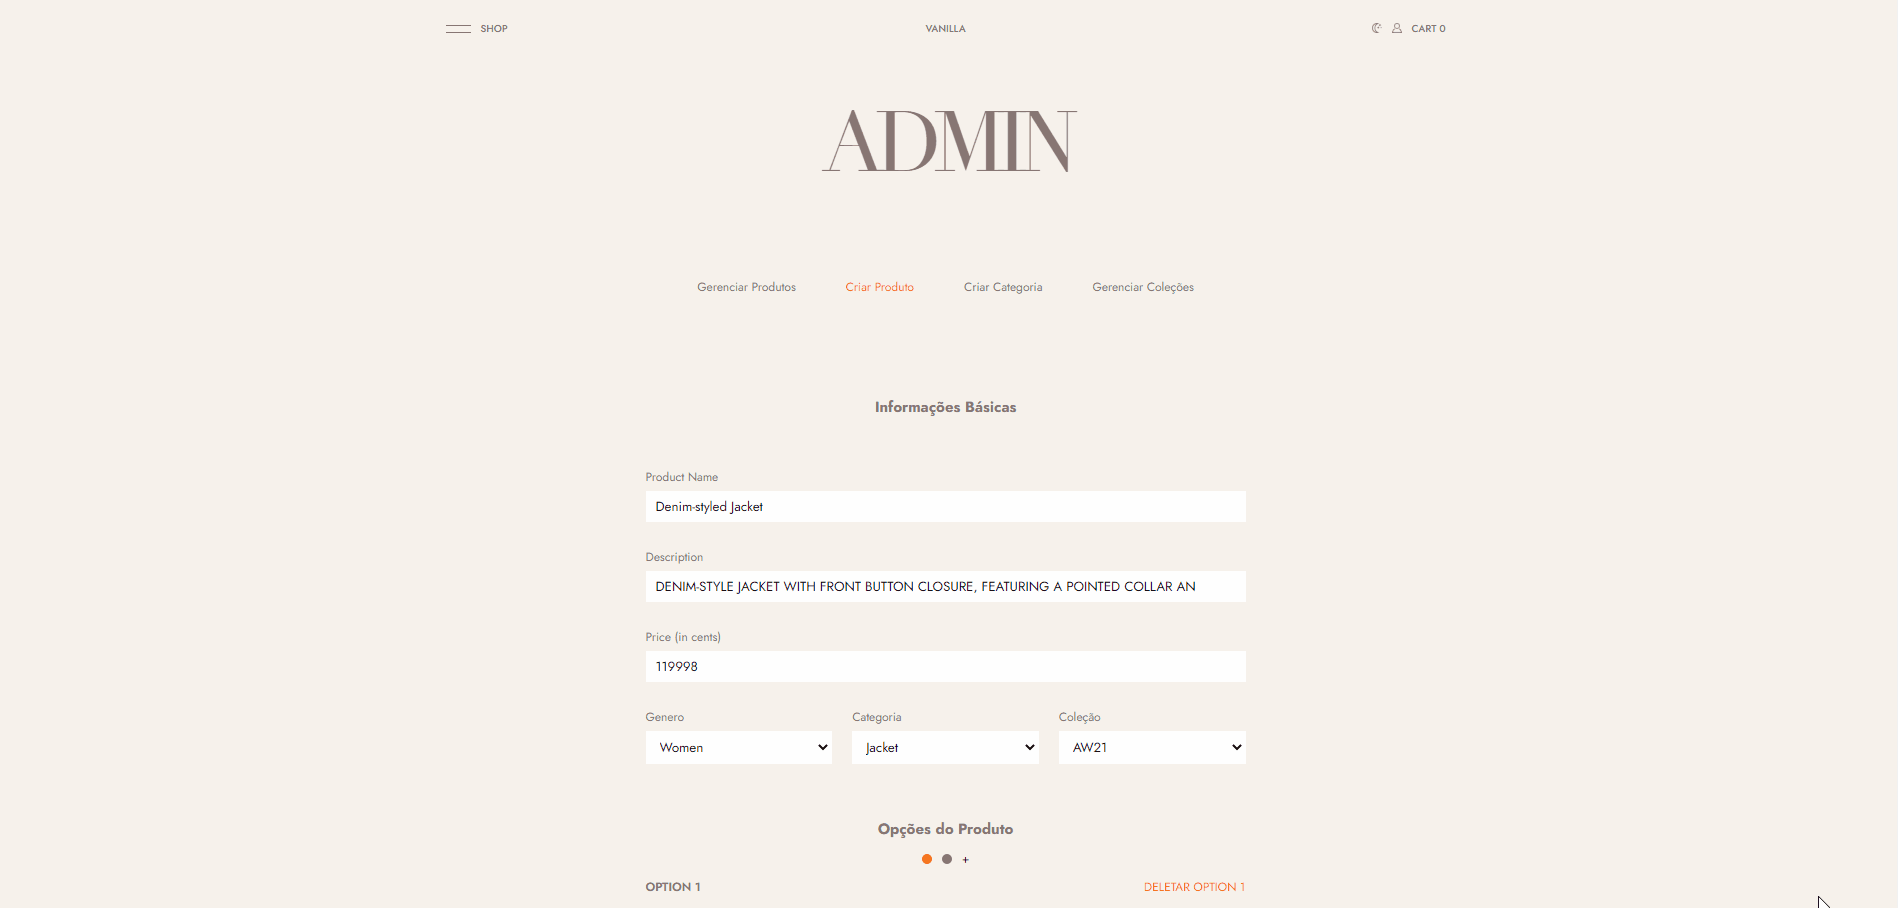 SHOP
VANILLA
CART 0
ADMIN
Gerenciar Produtos
Criar Produto
Criar Categoria
Gerenciar Coleções
Informações Básicas
Product Name
Denim-styled Jacket
Description
DENIM-STYLE JACKET WITH FRONT BUTTON CLOSURE, FEATURING A POINTED COLLAR AN
Price (in cents)
119998
Genero
Categoria
Coleção
Women
Jacket
AW21
Opções do Produto
+
OPTION 1
DELETAR OPTION 1